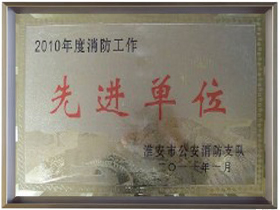 2010年度消防工作
先进单位
淮安市公安消防支队
二〇一一年一月